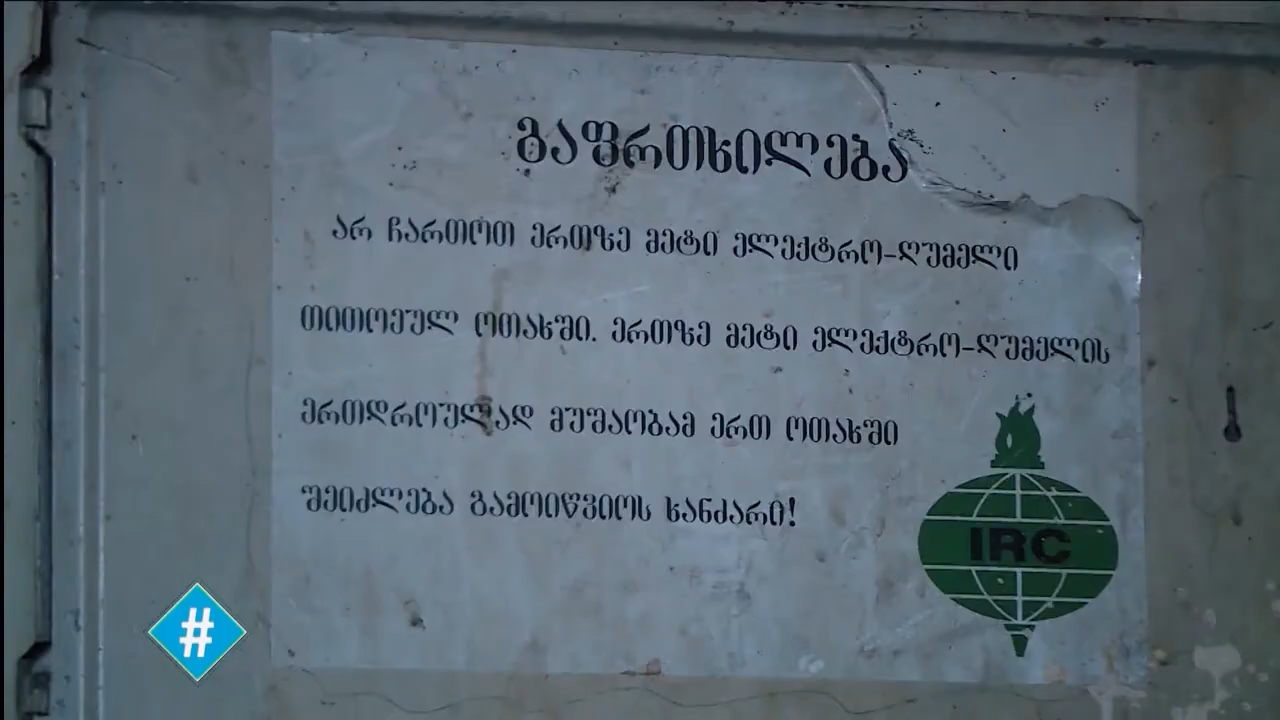 გაფრთხილება
არ ჩართოთ ერთზე მეტი ელექტრო-ღუმელი
თითოეულ ოთახში. ერთზე მეტი ელექტრო-ღუმელის
ერთდროულად მუშაობამ ერთ ოთახში
შეიძლება გამოიწვიოს ხანძარი!
IRC
#